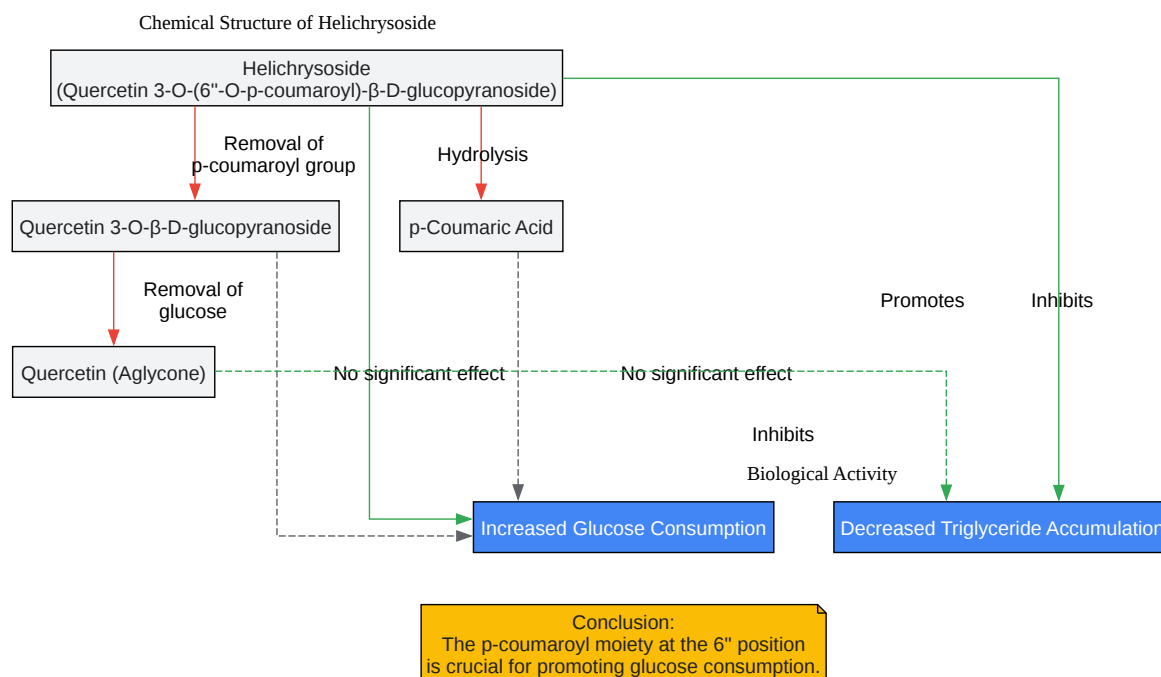 Chemical Structure of Helichrysoside
Helichrysoside
(Quercetin 3-O-(6"-O-p-coumaroyl)-β-D-glucopyranoside)
Removal of
p-coumaroyl group
Hydrolysis
Quercetin 3-O-β-D-glucopyranoside
p-Coumaric Acid
Removal of
glucose
Promotes
Inhibits
Quercetin (Aglycone)
No significant effect
No significant effect
Inhibits
Biological Activity
Increased Glucose Consumption
Decreased Triglyceride Accumulation
Conclusion:
The p-coumaroyl moiety at the 6" position
is crucial for promoting glucose consumption.